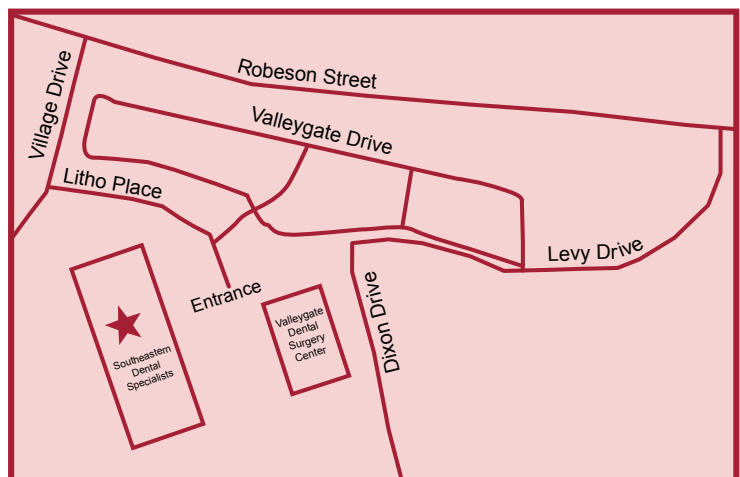 Robeson Street
Village Drive
Valleygate Drive
Litho Place
Levy Drive
Entrance
Dixon Drive
Valleygate
Dental
Surgery
Center
Southeastern
Dental
Specialists